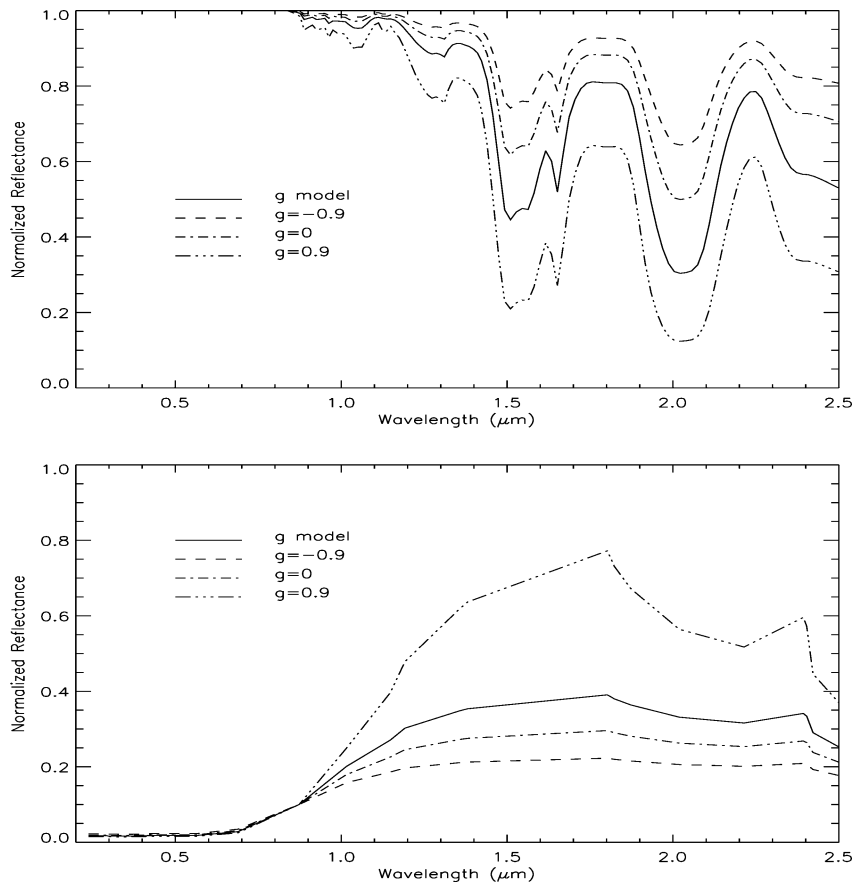 1.0
0.8
0.6
0.4
0.2
0.0
Normalized Reflectance
g model
g=−0.9
g=0
g=0.9
0.5
1.0
1.5
2.0
2.5
Wavelength (μm)
1.0
0.8
0.6
0.4
0.2
0.0
Normalized Reflectance
g model
g=−0.9
g=0
g=0.9
0.5
1.0
1.5
2.0
2.5
Wavelength (μm)